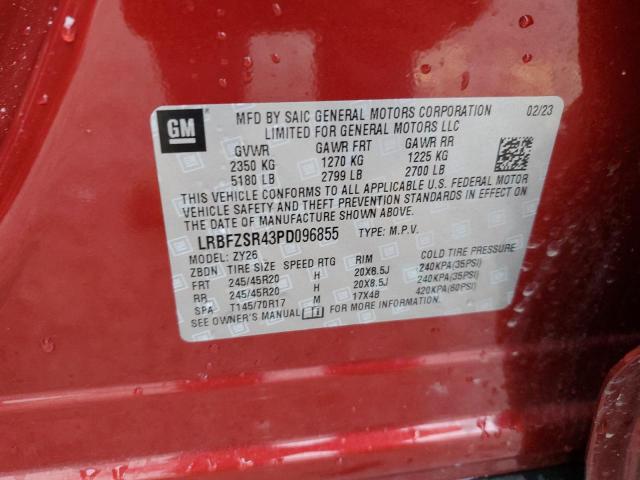 GM
MFD BY SAIC GENERAL MOTORS CORPORATION 02/23
LIMITED FOR GENERAL MOTORS LLC
GVWR GAWR FRT GAWR RR
2350 KG 1270 KG 1225 KG
5180 LB 2799 LB 2700 LB
THIS VEHICLE CONFORMS TO ALL APPLICABLE U.S. FEDERAL MOTOR
VEHICLE SAFETY AND THEFT PREVENTION STANDARDS IN EFFECT ON
THE DATE OF MANUFACTURE SHOWN ABOVE.
LRBFZSR43PD096855 TYPE: M.P.V.
MODEL: ZY26
ZBDN TIRE SIZE SPEED RTG RIM COLD TIRE PRESSURE
FRT 245/45R20 H 20X8.5J 240KPA(35PSI)
RR 245/45R20 H 20X8.5J 240KPA(35PSI)
SPA T145/70R17 M 17X4B 420KPA(60PSI)
SEE OWNER'S MANUAL FOR MORE INFORMATION.